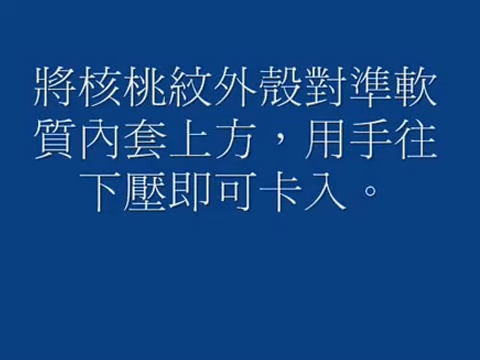 將核桃紋外殼對準軟
質內套上方，用手往
下壓即可卡入。